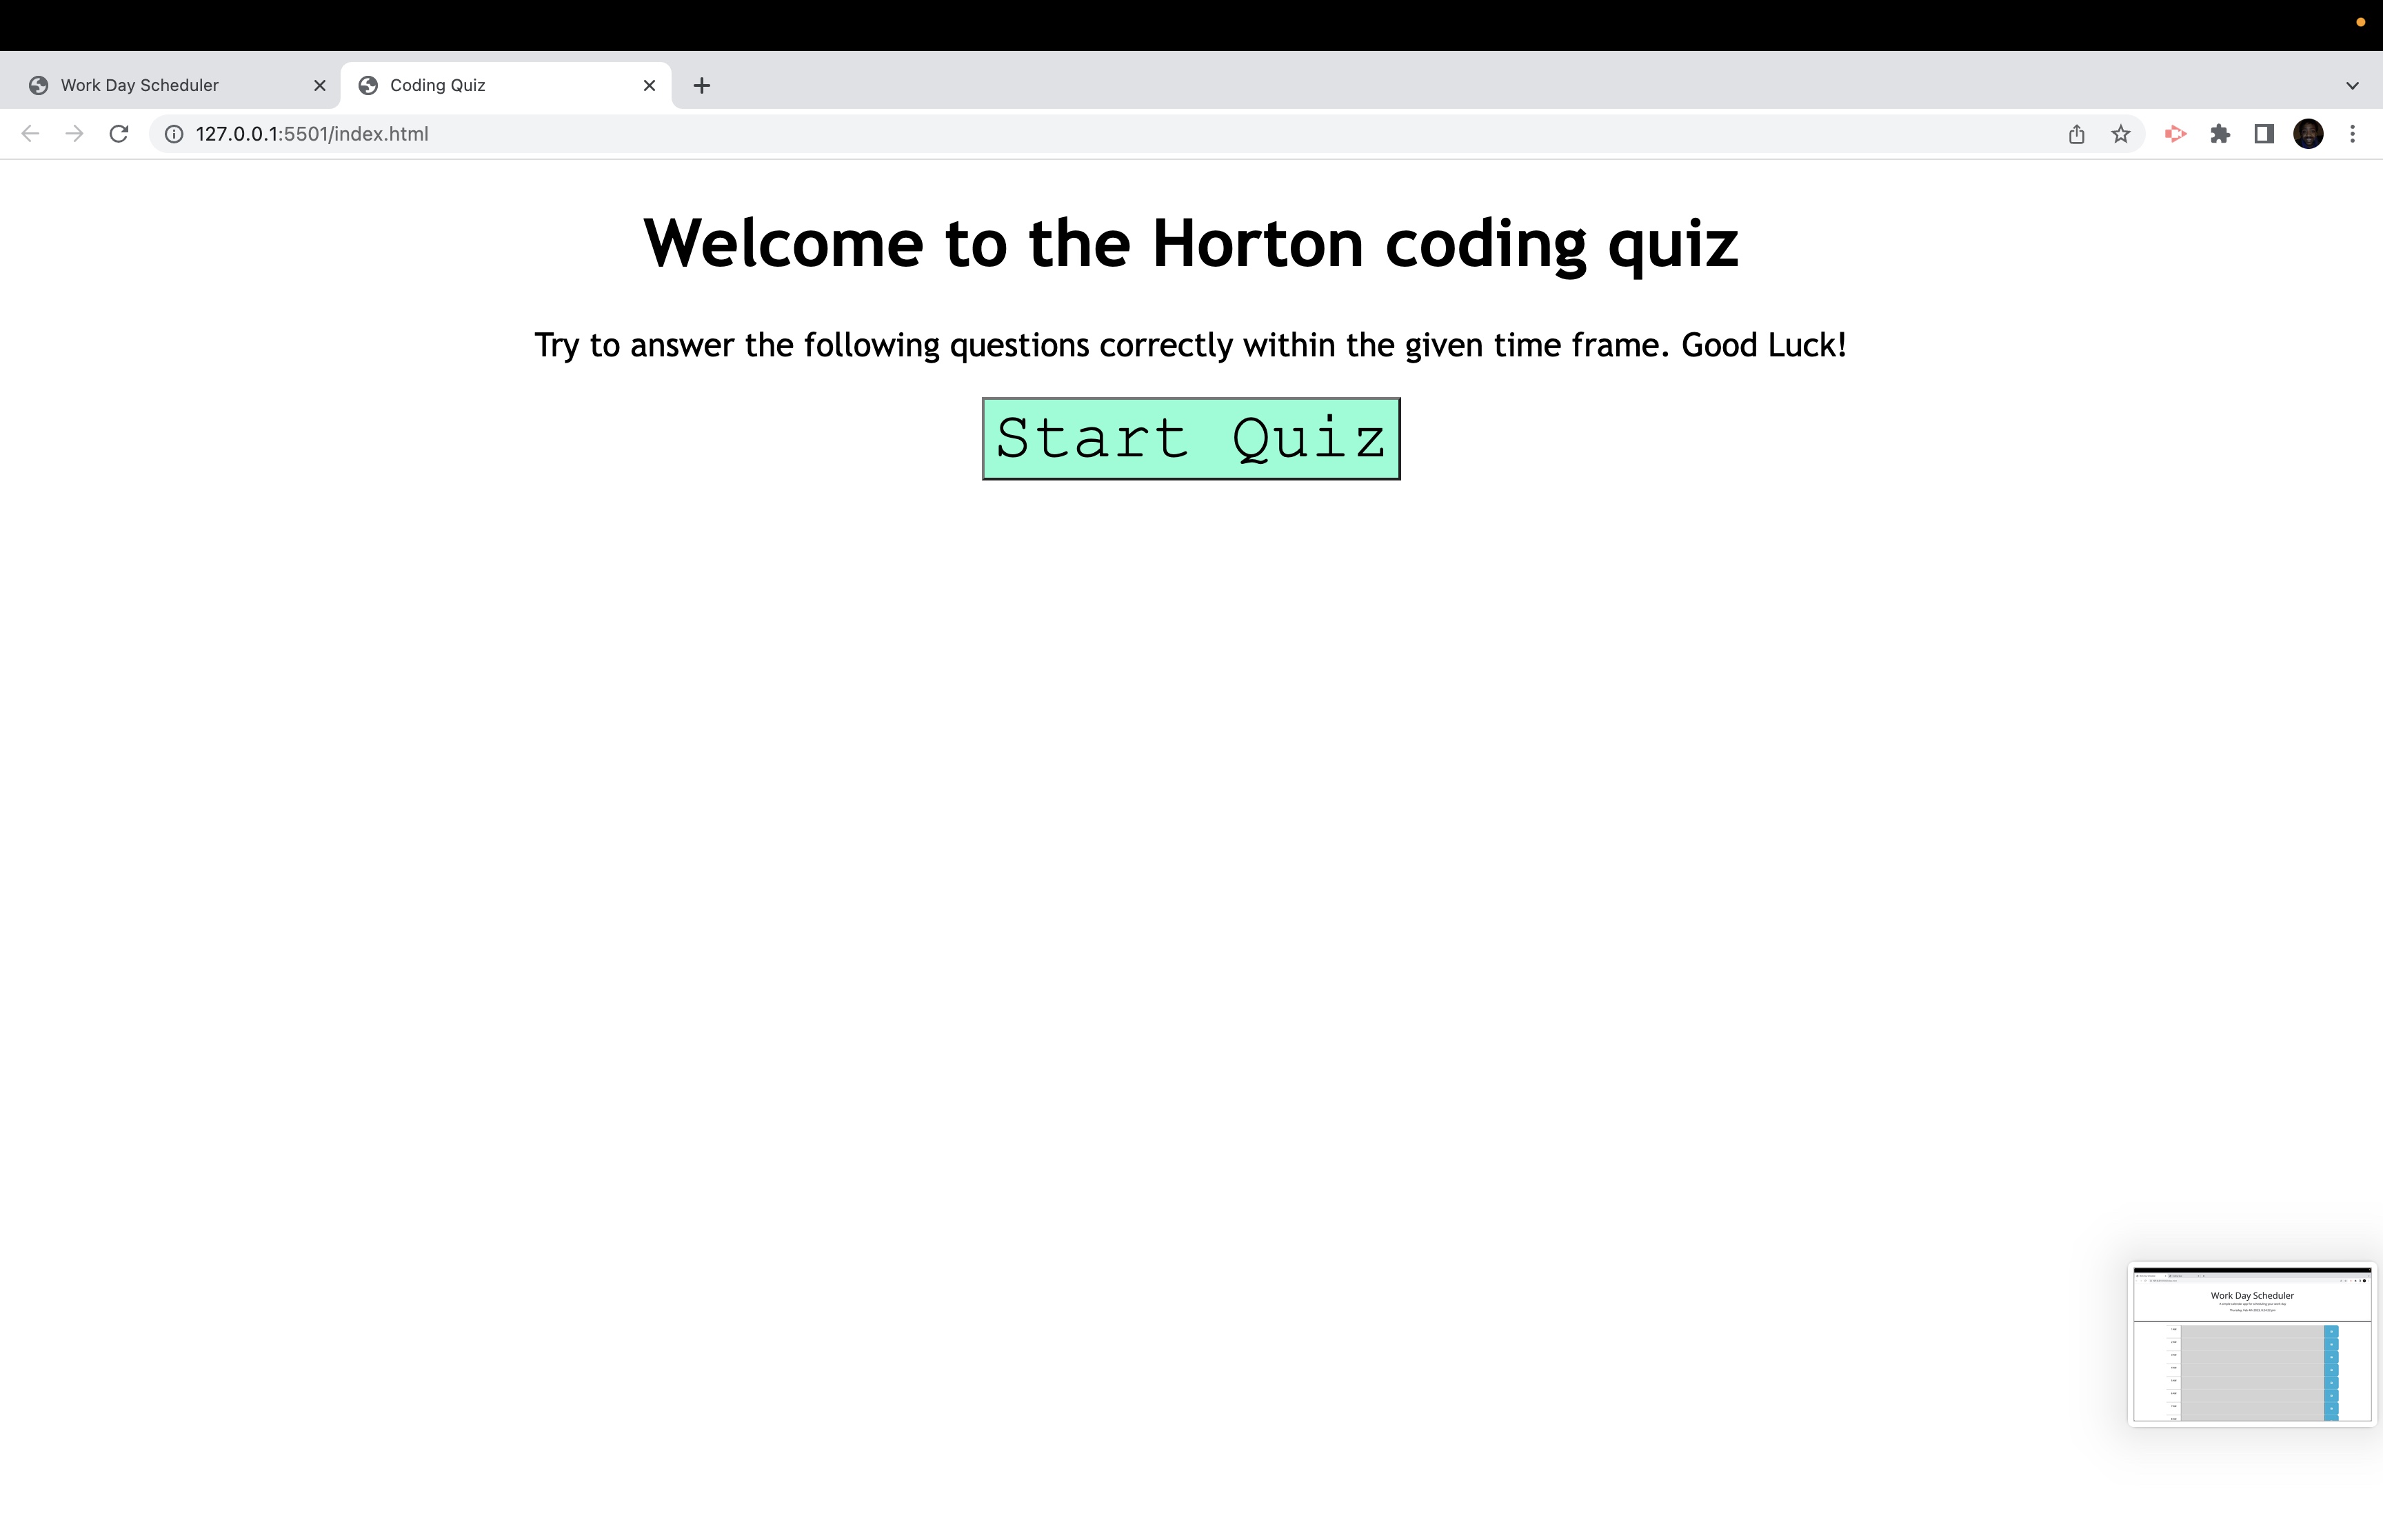 Work Day Scheduler
Coding Quiz
127.0.0.1:5501/index.html
Welcome to the Horton coding quiz
Try to answer the following questions correctly within the given time frame. Good Luck!
Start Quiz
Work Day Scheduler